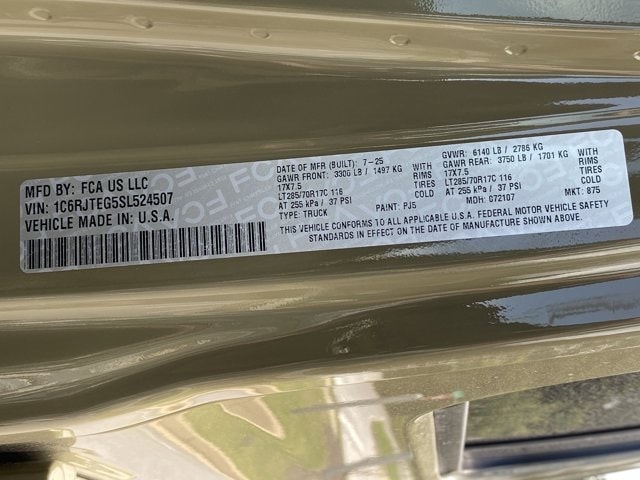 MFD BY: FCA US LLC
VIN: 1C6RJTEG5SL524507
VEHICLE MADE IN: U.S.A.
DATE OF MFR (BUILT): 7-25
GAWR FRONT: 3300 LB / 1497 KG
17X7.5 RIMS
LT285/70R17C 116 TIRES
AT 255 kPa / 37 PSI COLD
TYPE: TRUCK PAINT: PJ5
GVWR: 6140 LB / 2786 KG
GAWR REAR: 3750 LB / 1701 KG
WITH
17X7.5 RIMS
LT285/70R17C 116 TIRES
AT 255 kPa / 37 PSI COLD
MDH: 072107 MKT: 875
THIS VEHICLE CONFORMS TO ALL APPLICABLE U.S.A. FEDERAL MOTOR VEHICLE SAFETY
STANDARDS IN EFFECT ON THE DATE OF MANUFACTURE SHOWN ABOVE.